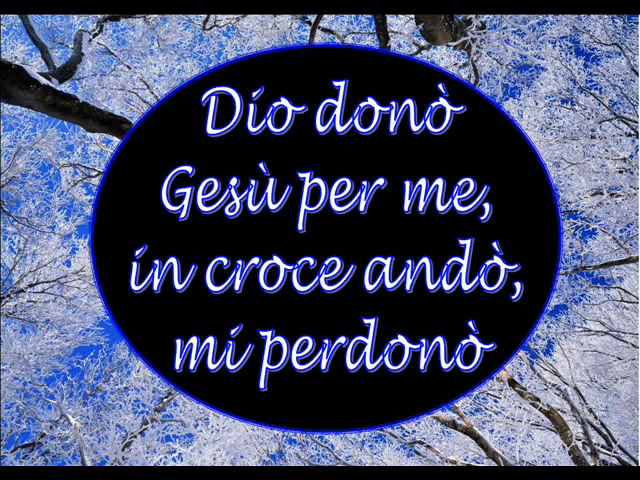 Dio donò
Gesù per me,
in croce andò,
mi perdonò